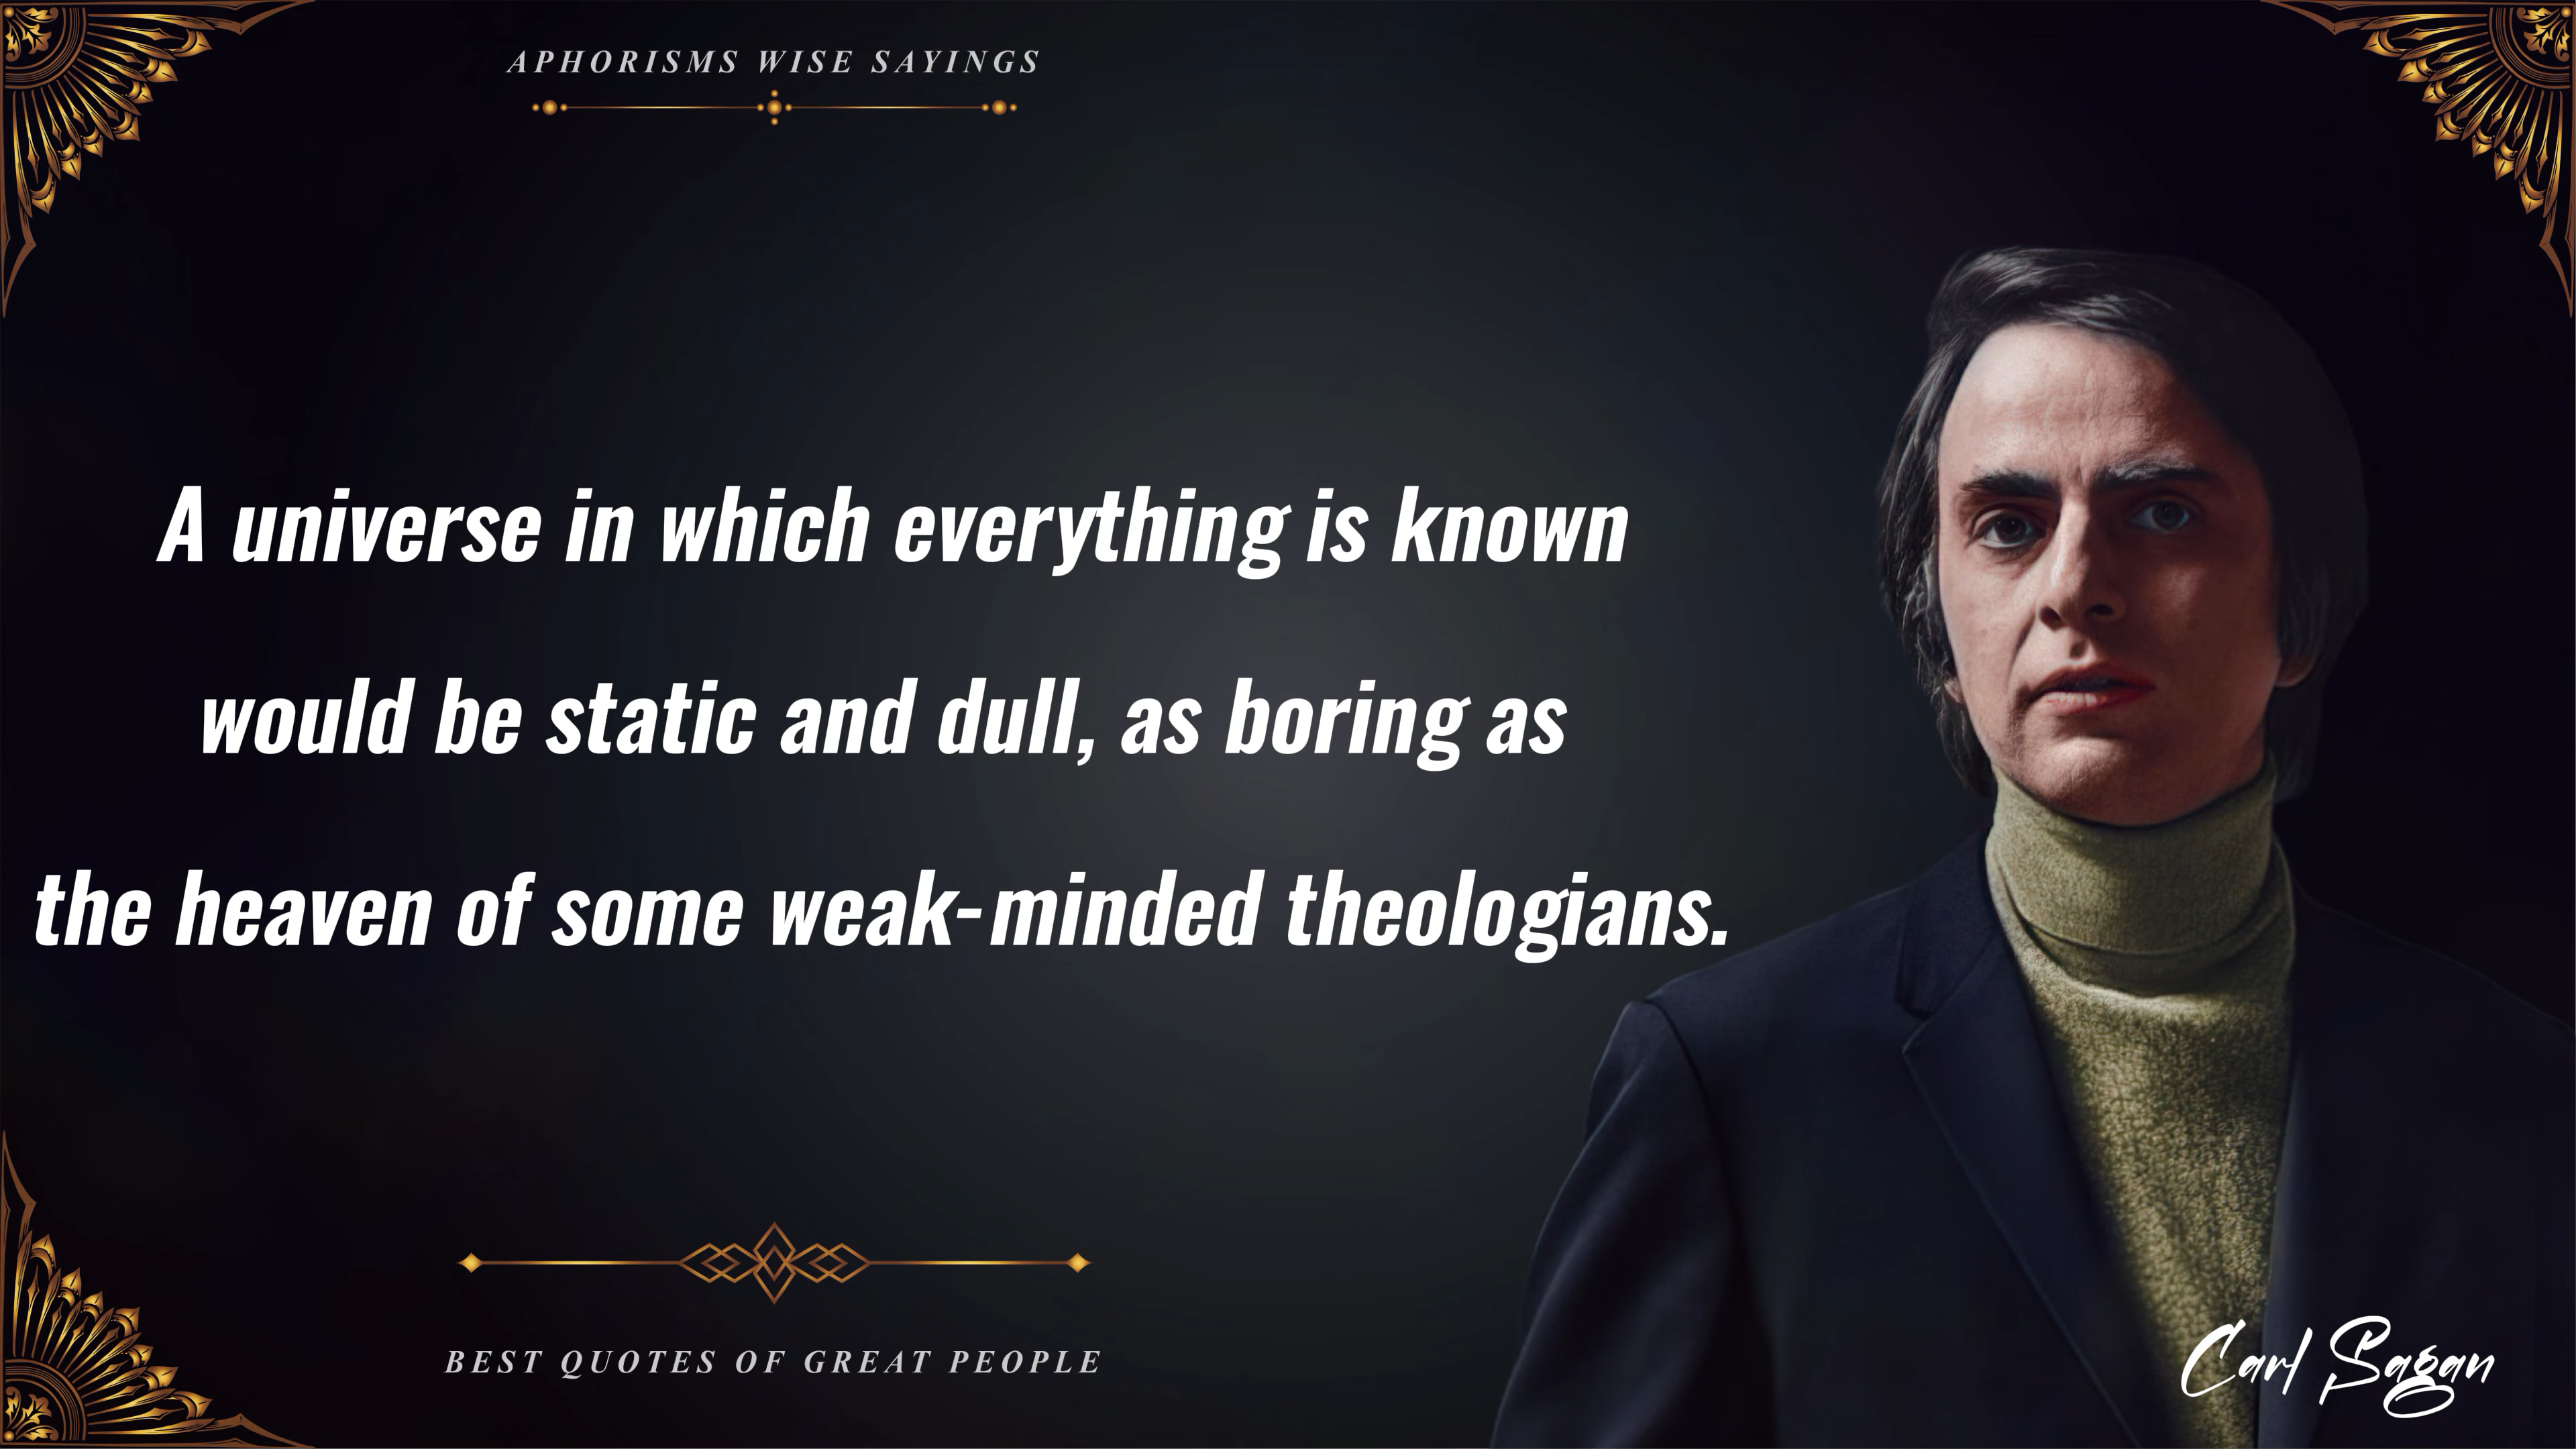 APHORISMS WISE SAYINGS
A universe in which everything is known
would be static and dull, as boring as
the heaven of some weak-minded theologians.
BEST QUOTES OF GREAT PEOPLE
Carl Sagan